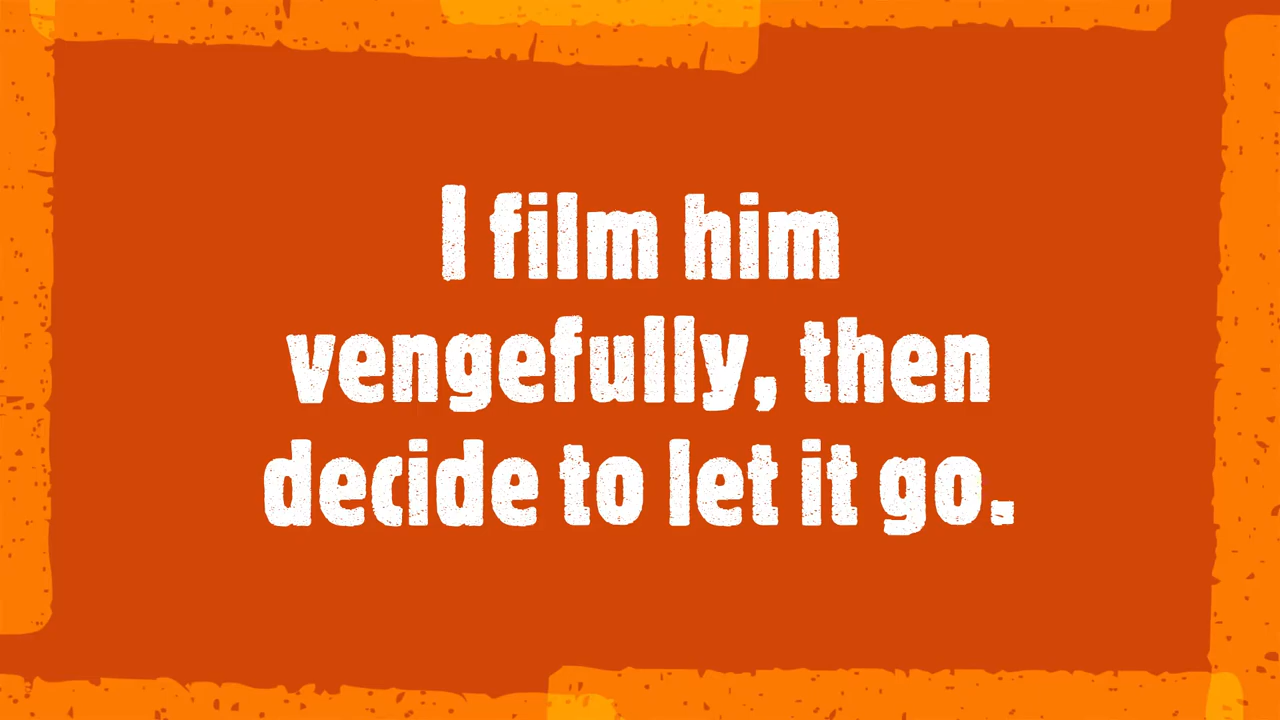 I film him
vengefully, then
decide to let it go.